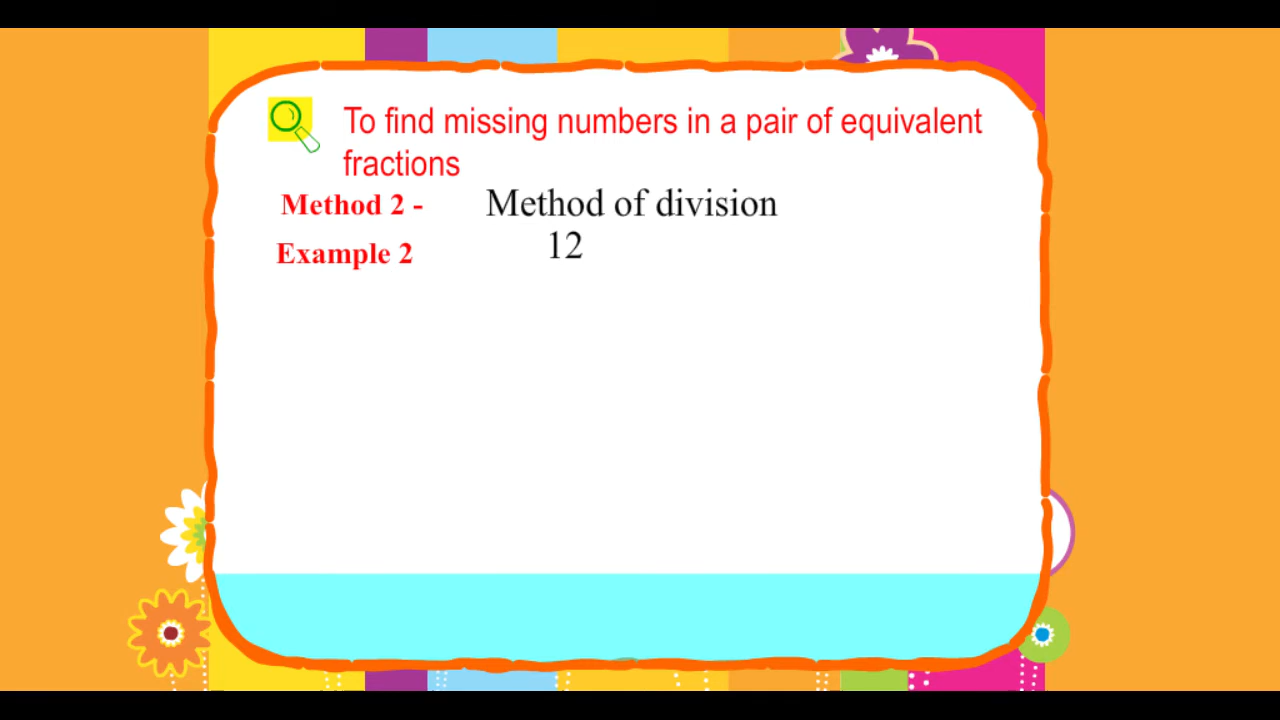 To find missing numbers in a pair of equivalent
fractions
Method 2 - Method of division
Example 2 12